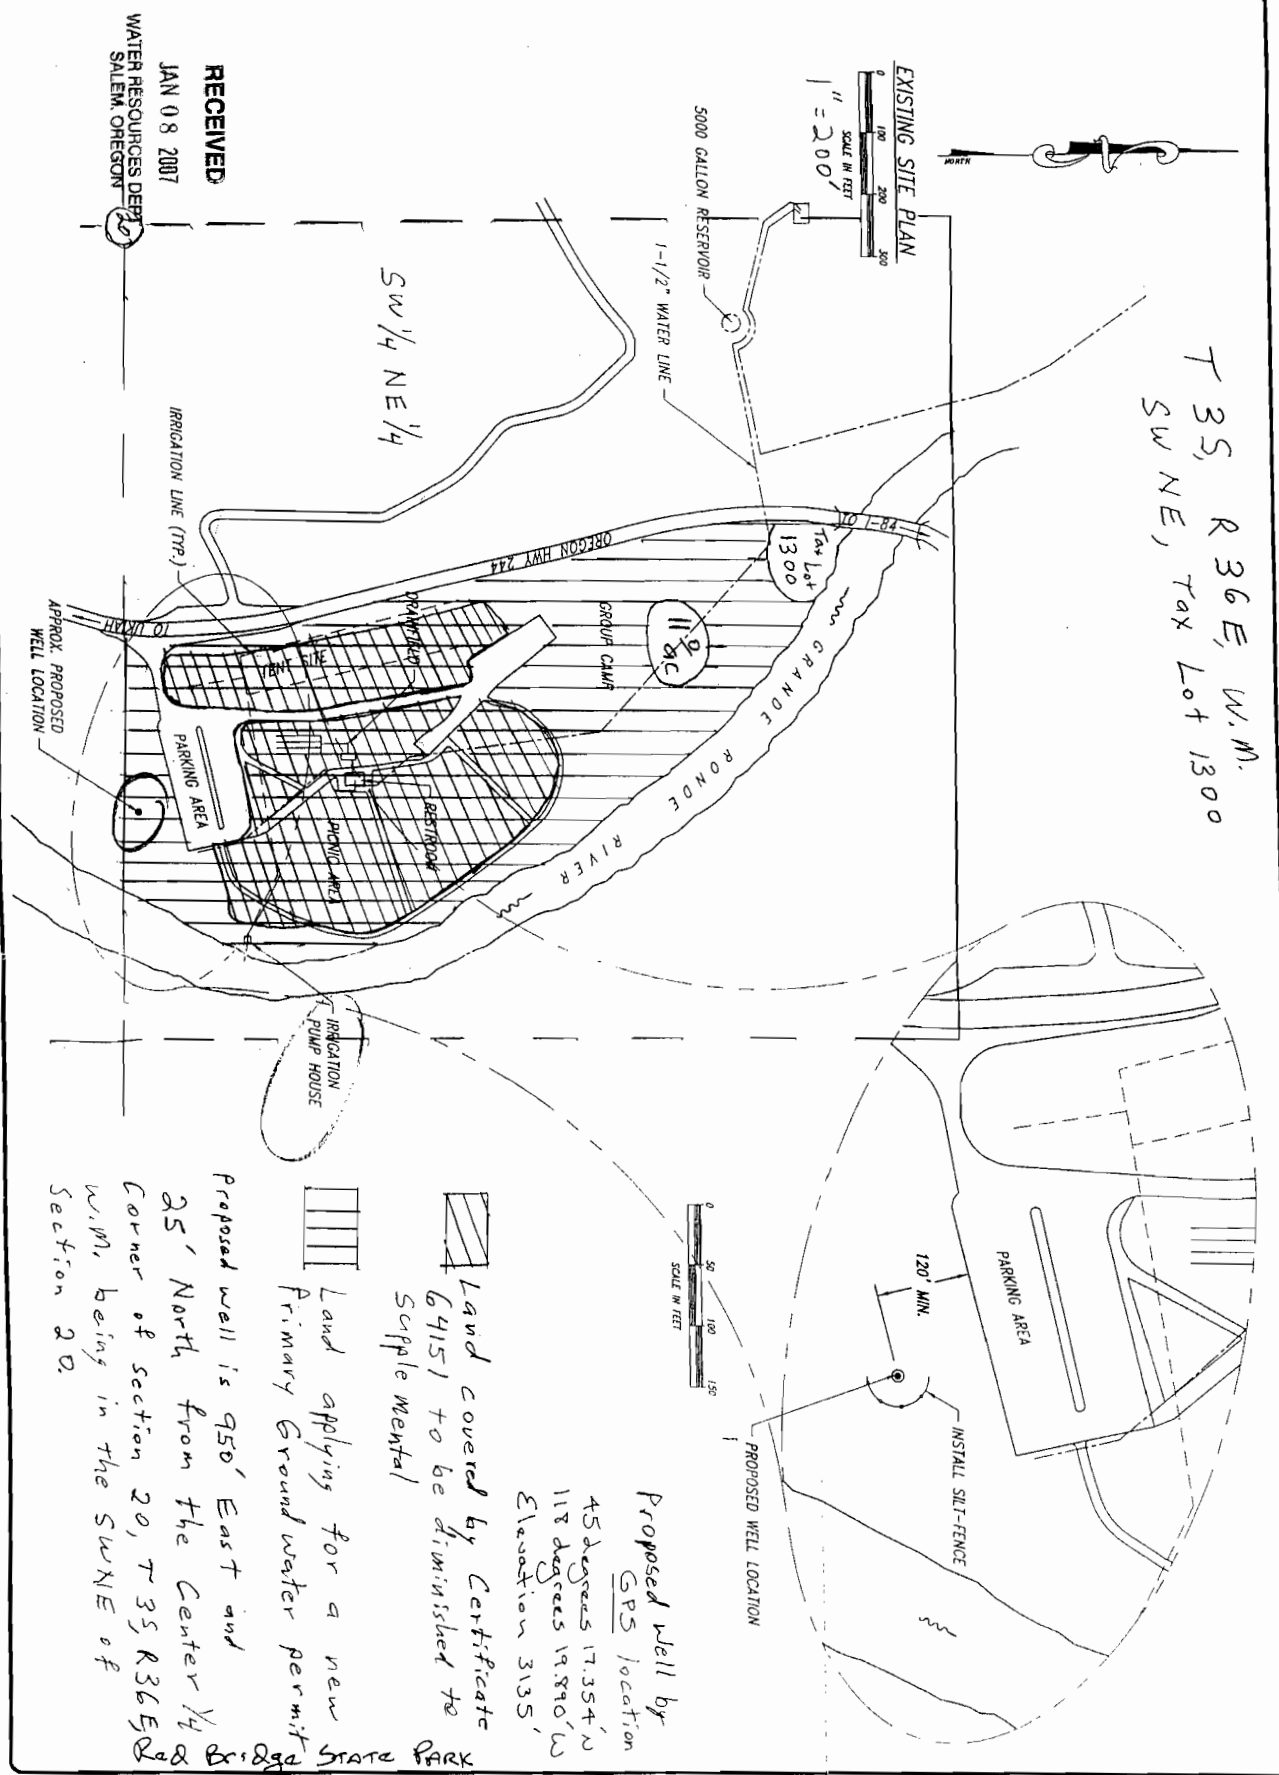 T 3S, R 36E, W.M.
SW NE, Tax Lot 1300
NORTH
EXISTING SITE PLAN
0 100 200 300
SCALE IN FEET
1" = 200'
5000 GALLON RESERVOIR
1-1/2" WATER LINE
SW 1/4 NE 1/4
IRRIGATION LINE (TYP.)
RECEIVED
JAN 08 2007
WATER RESOURCES DEPT
SALEM, OREGON
TO I-84
Tax Lot
1300
OREGON HWY 244
GRANDE RONDE RIVER
GROUP CAMP
11.0
ac
DRAINFIELD
TENT SITE
TO UKIAH
APPROX. PROPOSED
WELL LOCATION
PARKING AREA
RESTROOM
PICNIC AREA
IRRIGATION
PUMP HOUSE
PARKING AREA
120' MIN.
INSTALL SILT-FENCE
PROPOSED WELL LOCATION
0 50 100 150
SCALE IN FEET
Proposed well by
GPS location
45 degrees 17.354' N
118 degrees 19.890' W
Elevation 3135'
Land covered by Certificate
64151 to be diminished to
supplemental
Land applying for a new
Primary Ground water permit
Proposed well is 950' East and
25' North from the Center 1/4
Corner of section 20, T 3S, R36E,
W.M. being in the SWNE of
Section 20.
Red Bridge STATE PARK